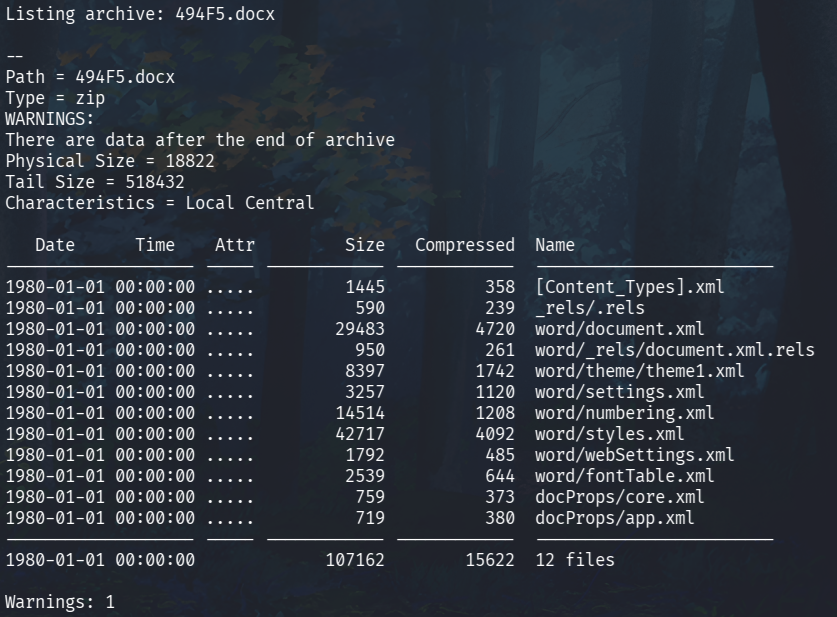 Listing archive: 494F5.docx
--
Path = 494F5.docx
Type = zip
WARNINGS:
There are data after the end of archive
Physical Size = 18822
Tail Size = 518432
Characteristics = Local Central
   Date      Time    Attr         Size   Compressed  Name
------------------- ----- ------------ ------------  ------------------------
1980-01-01 00:00:00 .....         1445          358  [Content_Types].xml
1980-01-01 00:00:00 .....          590          239  _rels/.rels
1980-01-01 00:00:00 .....        29483         4720  word/document.xml
1980-01-01 00:00:00 .....          950          261  word/_rels/document.xml.rels
1980-01-01 00:00:00 .....         8397         1742  word/theme/theme1.xml
1980-01-01 00:00:00 .....         3257         1120  word/settings.xml
1980-01-01 00:00:00 .....        14514         1208  word/numbering.xml
1980-01-01 00:00:00 .....        42717         4092  word/styles.xml
1980-01-01 00:00:00 .....         1792          485  word/webSettings.xml
1980-01-01 00:00:00 .....         2539          644  word/fontTable.xml
1980-01-01 00:00:00 .....          759          373  docProps/core.xml
1980-01-01 00:00:00 .....          719          380  docProps/app.xml
------------------- ----- ------------ ------------  ------------------------
1980-01-01 00:00:00             107162        15622  12 files
Warnings: 1